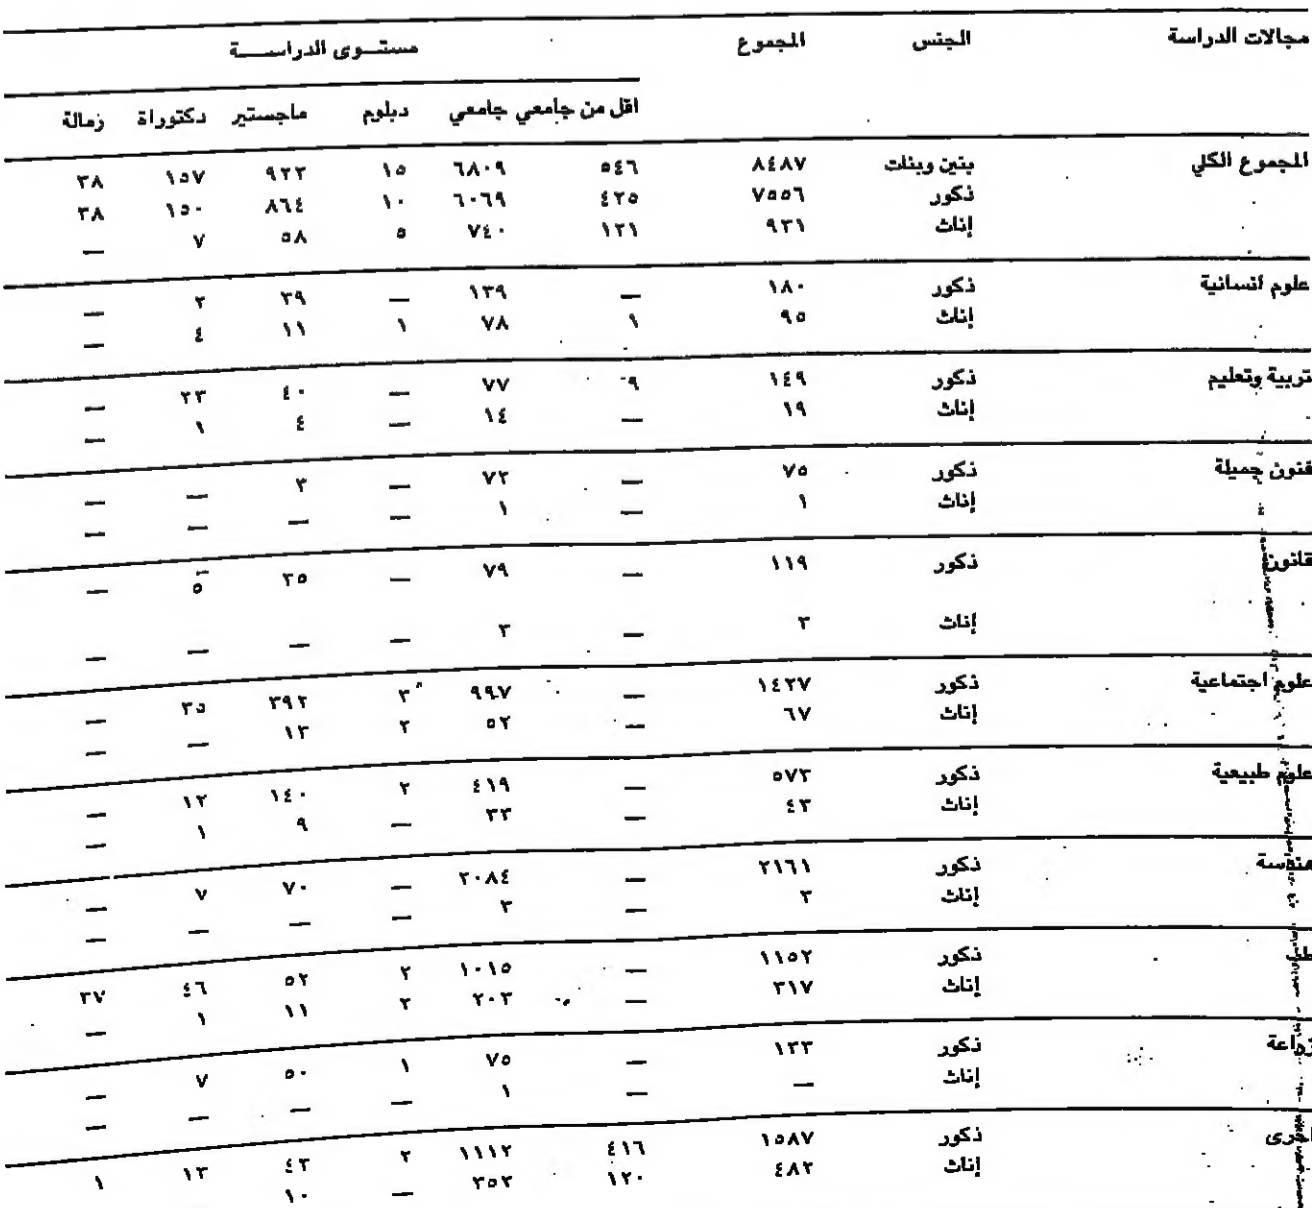 مجالات الدراسة الجنس المجموع مستوى الدراسة
اقل من جامعي جامعي دبلوم ماجستير دكتوراة زمالة
المجموع الكلي بنين وبنات ٨٤٨٧ ٥٤٦ ٦٨٠٩ ١٥ ٩٢٢ ١٥٧ ٣٨
ذكور ٧٥٥٦ ٤٢٥ ٦٠٦٩ ١٠ ٨٦٤ ١٥٠ ٣٨
إناث ٩٣١ ١٢١ ٧٤٠ ٥ ٥٨ ٧ —
علوم انسانية ذكور ١٨٠ — ١٣٩ — ٣٩ ٢ —
إناث ٩٥ ١ ٧٨ ١ ١١ ٤ —
تربية وتعليم ذكور ١٤٩ ٩ ٧٧ — ٤٠ ٢٣ —
إناث ١٩ — ١٤ — ٤ ١ —
فنون جميلة ذكور ٧٥ — ٧٢ — ٣ — —
إناث ١ — ١ — — — —
قانون ذكور ١١٩ — ٧٩ — ٣٥ ٥ —
إناث ٣ — ٣ — — — —
علوم اجتماعية ذكور ١٤٢٧ — ٩٩٧ ٣ ٣٩٢ ٣٥ —
إناث ٦٧ — ٥٢ ٢ ١٣ — —
علوم طبيعية ذكور ٥٧٣ — ٤١٩ ٢ ١٤٠ ١٢ —
إناث ٤٣ — ٣٣ — ٩ ١ —
هندسة ذكور ٢١٦١ — ٢٠٨٤ — ٧٠ ٧ —
إناث ٣ — ٣ — — — —
طب ذكور ١١٥٢ — ١٠١٥ ٢ ٥٢ ٤٦ ٣٧
إناث ٢١٧ — ٢٠٣ ٢ ١١ ١ —
زراعة ذكور ١٣٣ — ٧٥ ١ ٥٠ ٧ —
إناث — — ١ — — — —
اخرى ذكور ١٥٨٧ ٤١٦ ١١١٢ ٢ ٤٣ ١٣ ١
إناث ٤٨٢ ١٢٠ ٣٥٢ — ١٠